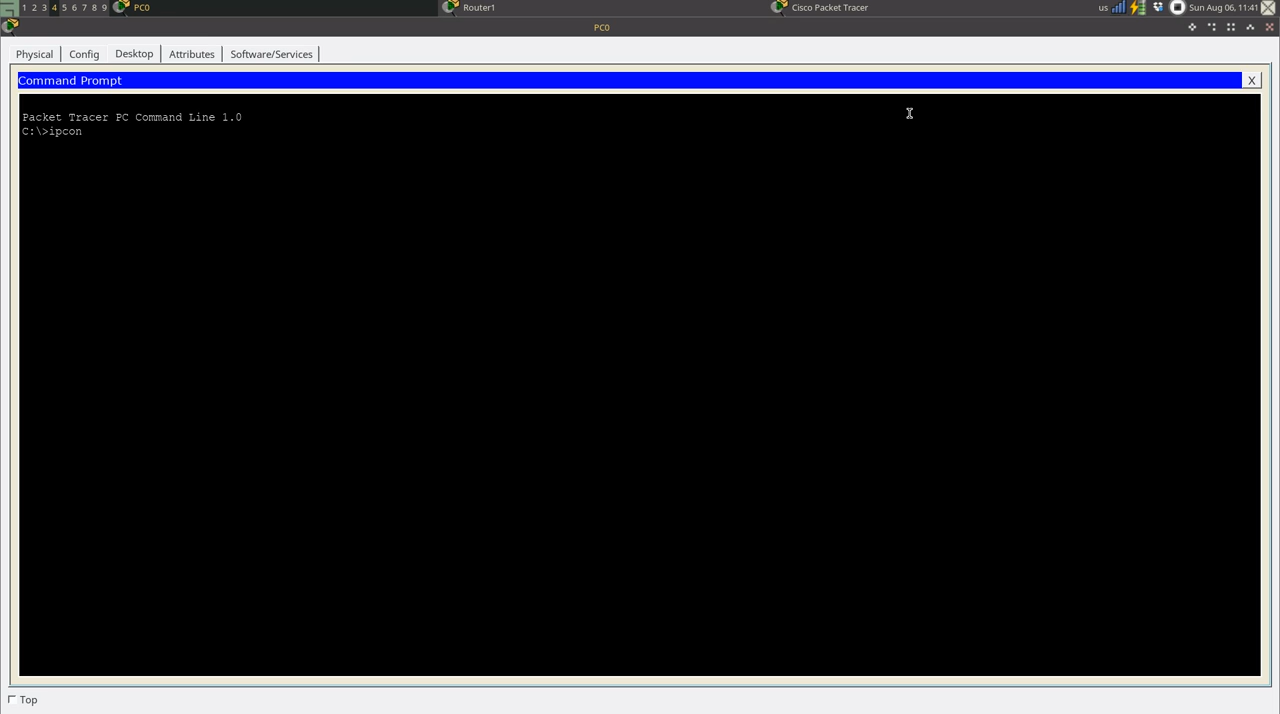 1 2 3 4 5 6 7 8 9 PC0 Router1 Cisco Packet Tracer us Sun Aug 06, 11:41
PC0
Physical Config Desktop Attributes Software/Services
Command Prompt X
Packet Tracer PC Command Line 1.0
C:\>ipcon
Top